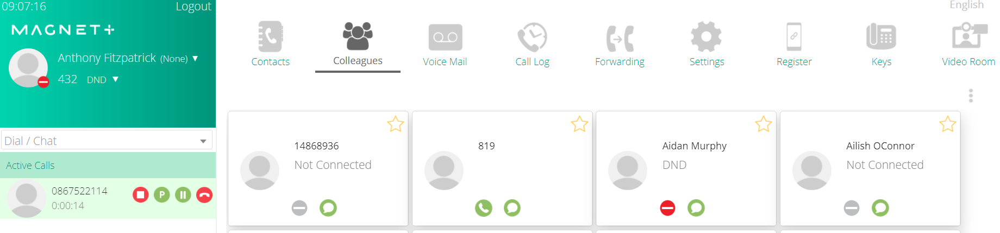 09:07:16 Logout
MAGNET+
Anthony Fitzpatrick (None)
432 DND
Dial / Chat
Active Calls
0867522114
P
0:00:14
English
Contacts
Colleagues
Voice Mail
Call Log
Forwarding
Settings
Register
Keys
Video Room
14868936
Not Connected
819
Aidan Murphy
DND
Ailish OConnor
Not Connected